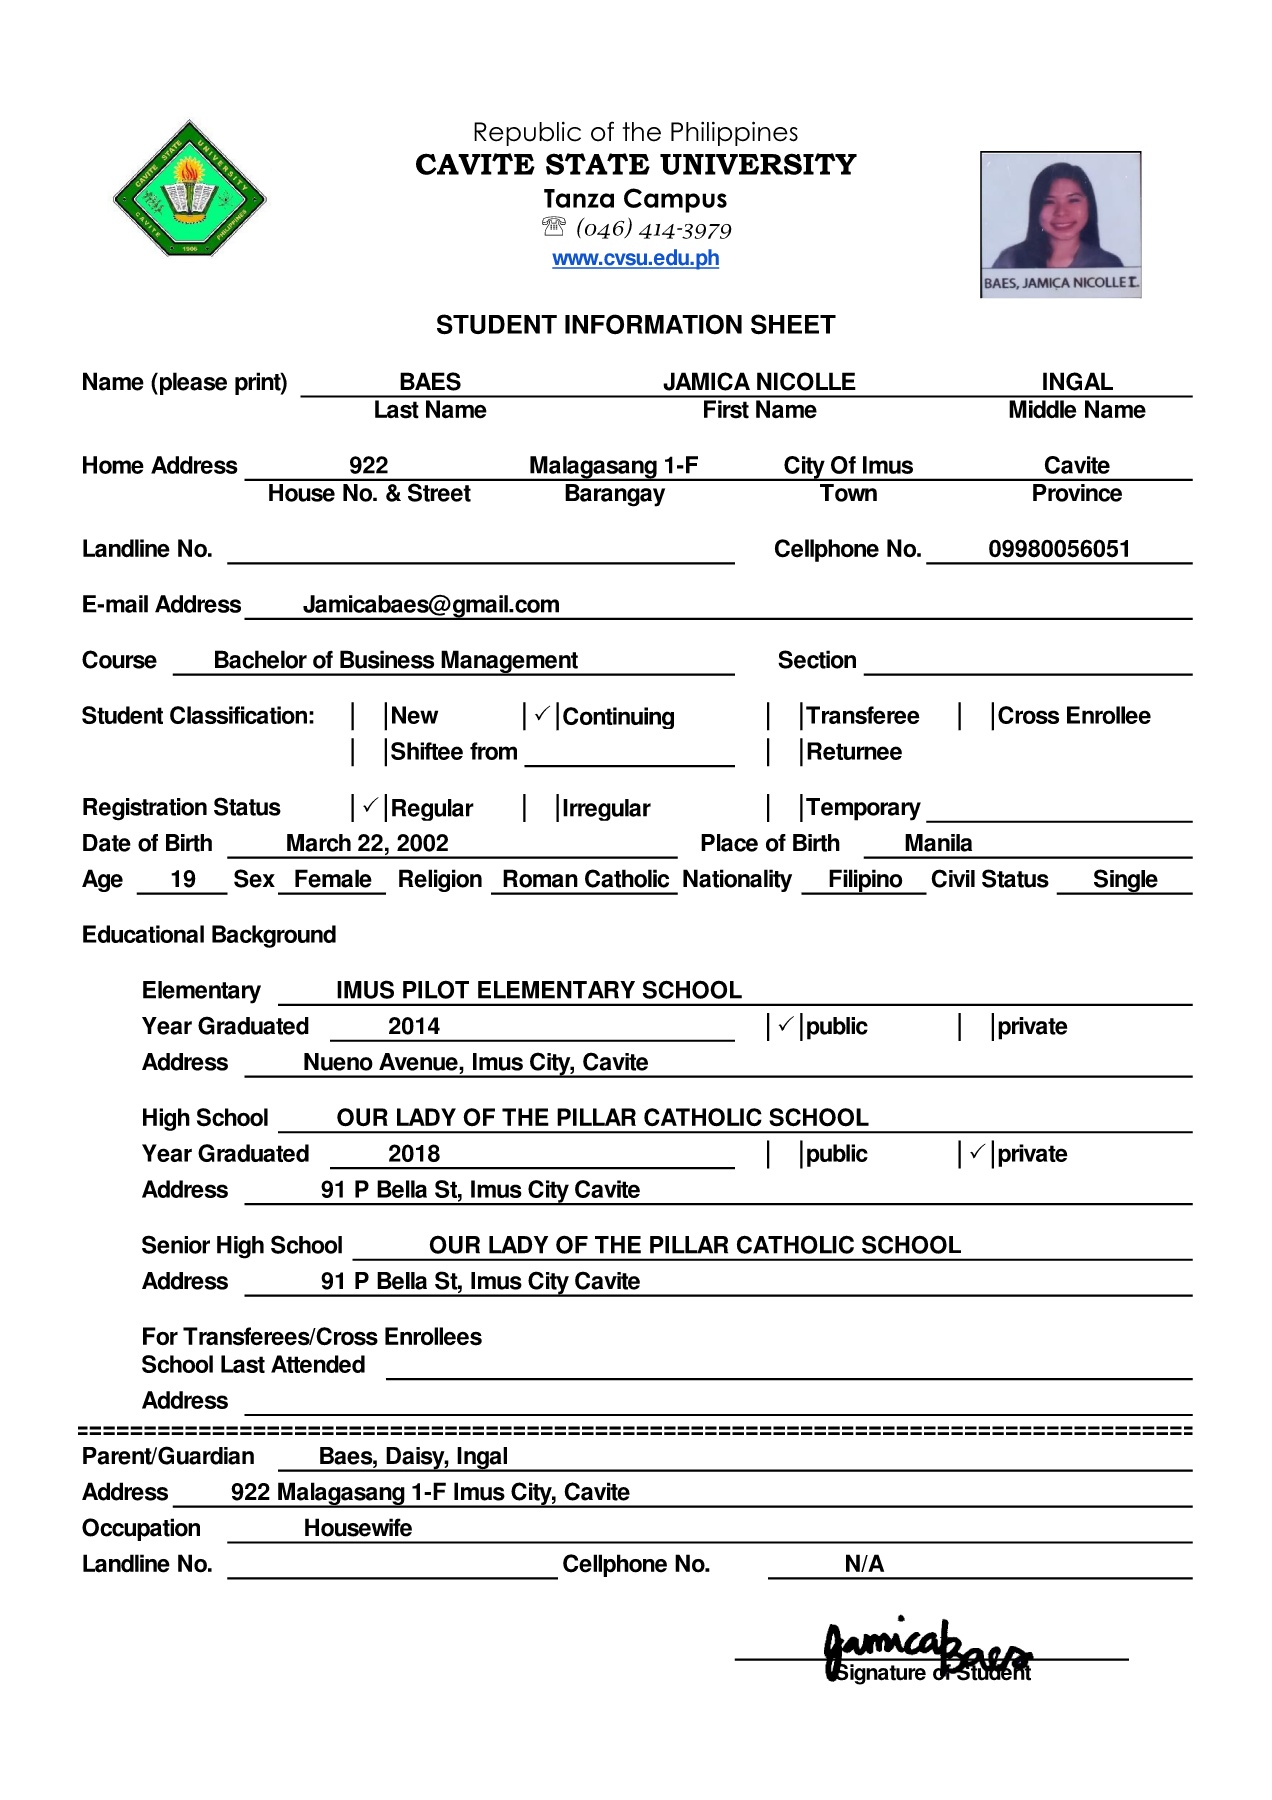 Republic of the Philippines
CAVITE STATE UNIVERSITY
Tanza Campus
☏ (046) 414-3979
www.cvsu.edu.ph
CAVITE STATE UNIVERSITY
CAVITE PHILIPPINES
1906
BAES, JAMICA NICOLLE I.
STUDENT INFORMATION SHEET
Name (please print) BAES JAMICA NICOLLE INGAL
Last Name First Name Middle Name
Home Address 922 Malagasang 1-F City Of Imus Cavite
House No. & Street Barangay Town Province
Landline No. Cellphone No. 09980056051
E-mail Address Jamicabaes@gmail.com
Course Bachelor of Business Management Section
Student Classification: | |New |✓|Continuing | |Transferee | |Cross Enrollee
| |Shiftee from | |Returnee
Registration Status |✓|Regular | |Irregular | |Temporary
Date of Birth March 22, 2002 Place of Birth Manila
Age 19 Sex Female Religion Roman Catholic Nationality Filipino Civil Status Single
Educational Background
Elementary IMUS PILOT ELEMENTARY SCHOOL
Year Graduated 2014 |✓|public | |private
Address Nueno Avenue, Imus City, Cavite
High School OUR LADY OF THE PILLAR CATHOLIC SCHOOL
Year Graduated 2018 | |public |✓|private
Address 91 P Bella St, Imus City Cavite
Senior High School OUR LADY OF THE PILLAR CATHOLIC SCHOOL
Address 91 P Bella St, Imus City Cavite
For Transferees/Cross Enrollees
School Last Attended
Address
Parent/Guardian Baes, Daisy, Ingal
Address 922 Malagasang 1-F Imus City, Cavite
Occupation Housewife
Landline No. Cellphone No. N/A
Jamica Baes
Signature of Student